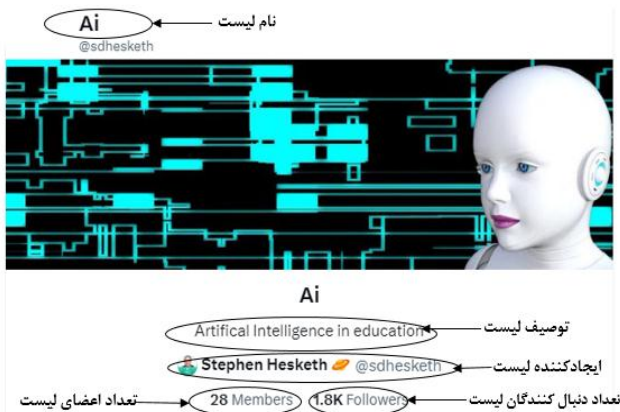 Ai نام لیست
@sdhesketh
Ai
Artifical Intelligence in education توصیف لیست
Stephen Hesketh @sdhesketh ایجادکننده لیست
28 Members 1.8K Followers تعداد دنبال کنندگان لیست تعداد اعضای لیست